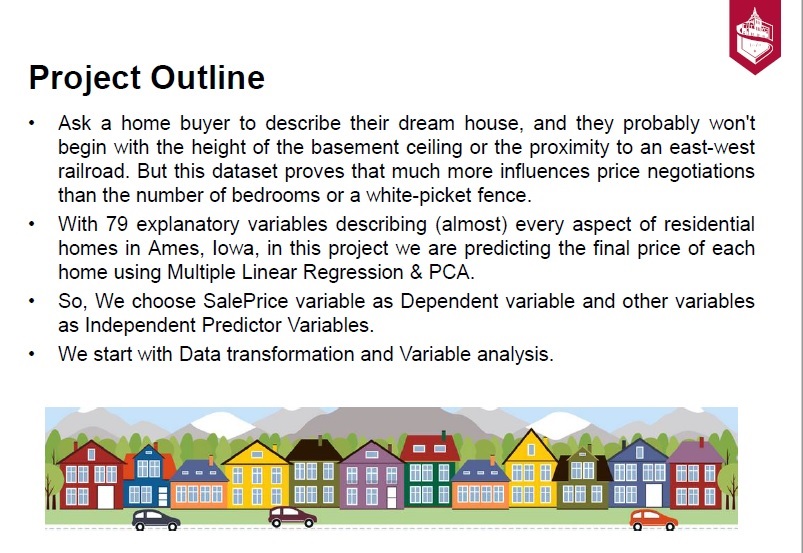 Project Outline
• Ask a home buyer to describe their dream house, and they probably won't
begin with the height of the basement ceiling or the proximity to an east-west
railroad. But this dataset proves that much more influences price negotiations
than the number of bedrooms or a white-picket fence.
• With 79 explanatory variables describing (almost) every aspect of residential
homes in Ames, Iowa, in this project we are predicting the final price of each
home using Multiple Linear Regression & PCA.
• So, We choose SalePrice variable as Dependent variable and other variables
as Independent Predictor Variables.
• We start with Data transformation and Variable analysis.